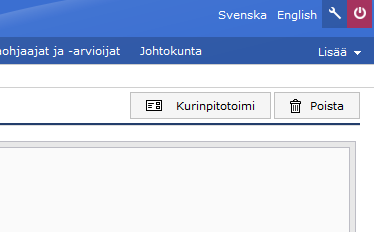 Svenska English
ohjaajat ja -arvioijat Johtokunta Lisää
Kurinpitotoimi Poista